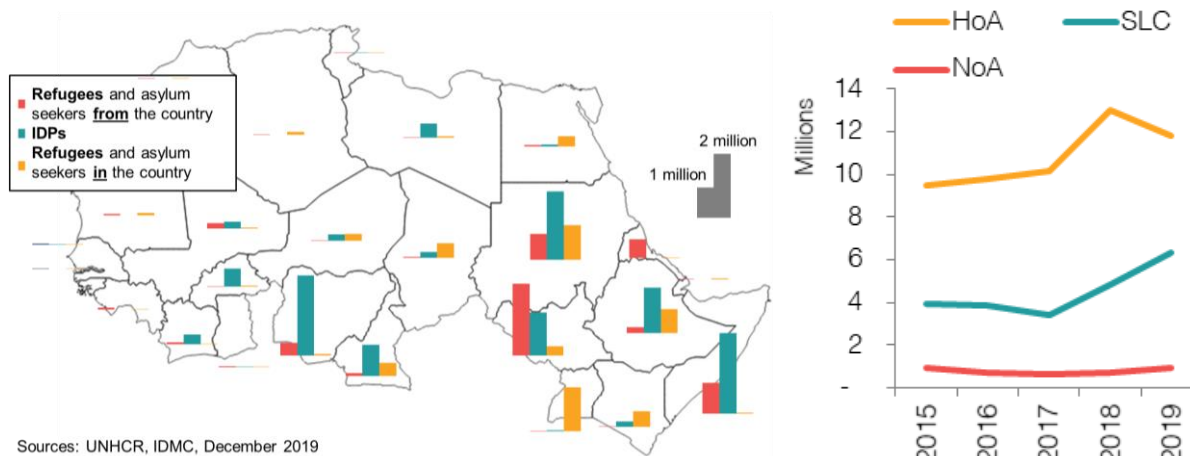 Refugees and asylum
seekers from the country
IDPs
Refugees and asylum
seekers in the country
2 million
1 million
Sources: UNHCR, IDMC, December 2019
HoA
SLC
NoA
Millions
14
12
10
8
6
4
2
-
2015
2016
2017
2018
2019